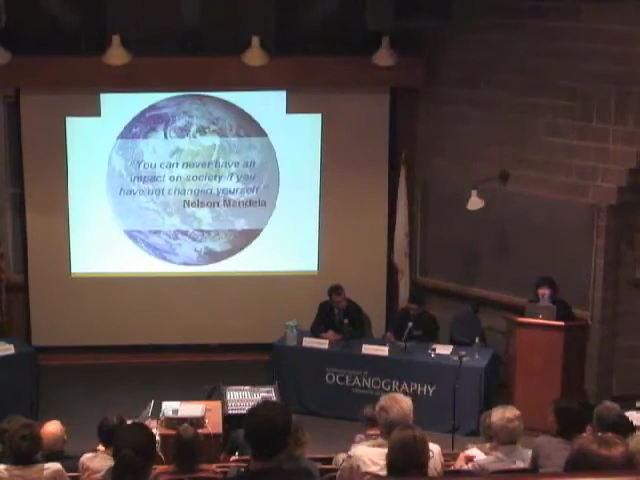 "You can never have an
impact on society if you
have not changed yourself"
Nelson Mandela
OCEANOGRAPHY